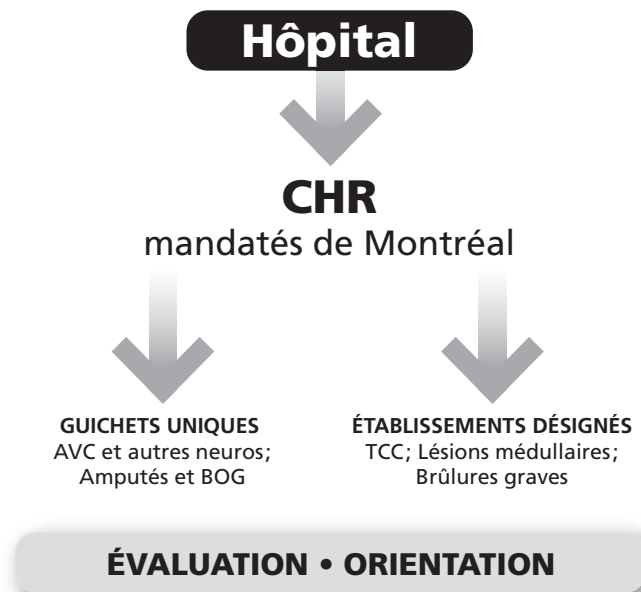 Hôpital
CHR
mandatés de Montréal
GUICHETS UNIQUES
AVC et autres neuros;
Amputés et BOG
ÉTABLISSEMENTS DÉSIGNÉS
TCC; Lésions médullaires;
Brûlures graves
ÉVALUATION • ORIENTATION